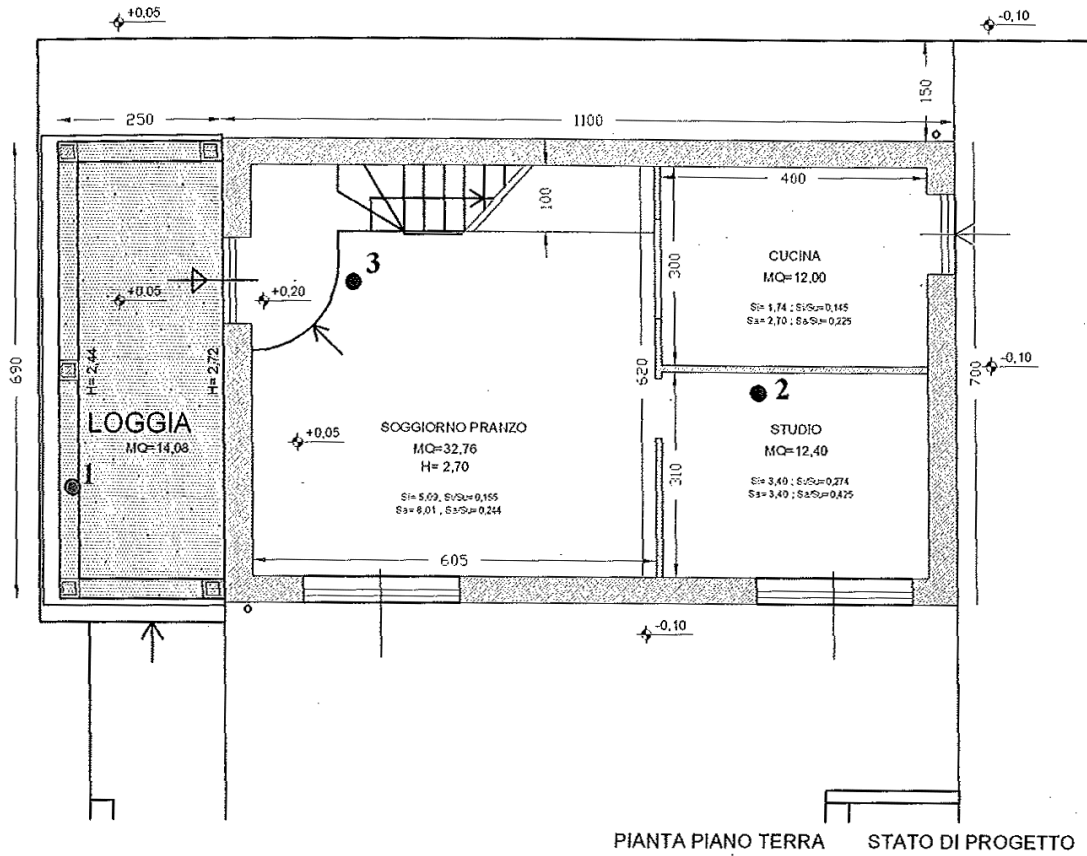 +0,05
-0,10
250
1100
150
400
100
3
CUCINA
MQ=12,00
300
+0,05
+0,20
Si= 1,74 ; Si/Su=0,145
Sa= 2,70 ; Sa/Su=0,225
690
H= 2,44
H= 2,72
620
-0,10
700
2
LOGGIA
MQ=14,08
SOGGIORNO PRANZO
MQ=32,76
H= 2,70
+0,05
STUDIO
MQ=12,40
1
310
Si= 5,09, Si/Su=0,155
Sa= 8,01 ; Sa/Su=0,244
Si= 3,40 ; Si/Su=0,274
Sa= 3,40 ; Sa/Su=0,425
605
-0,10
PIANTA PIANO TERRA STATO DI PROGETTO